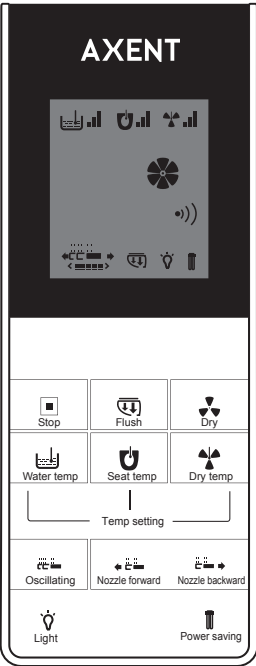 AXENT
Stop Flush Dry
Water temp Seat temp Dry temp
Temp setting
Oscillating Nozzle forward Nozzle backward
Light Power saving